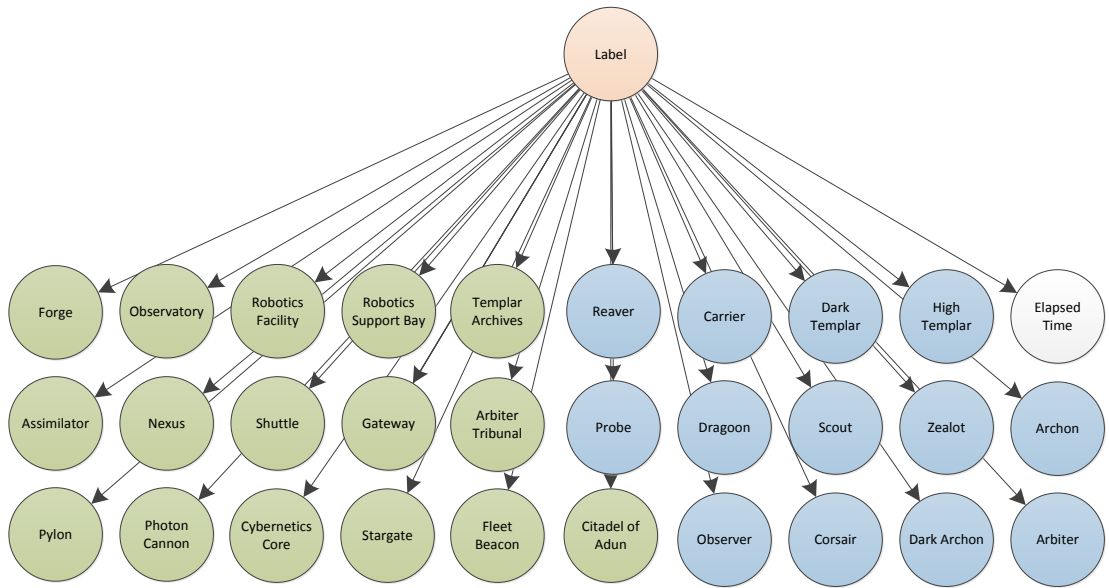 Label
Forge
Observatory
Robotics
Facility
Robotics
Support Bay
Templar
Archives
Reaver
Carrier
Dark
Templar
High
Templar
Elapsed
Time
Assimilator
Nexus
Shuttle
Gateway
Arbiter
Tribunal
Probe
Dragoon
Scout
Zealot
Archon
Pylon
Photon
Cannon
Cybernetics
Core
Stargate
Fleet
Beacon
Citadel of
Adun
Observer
Corsair
Dark Archon
Arbiter